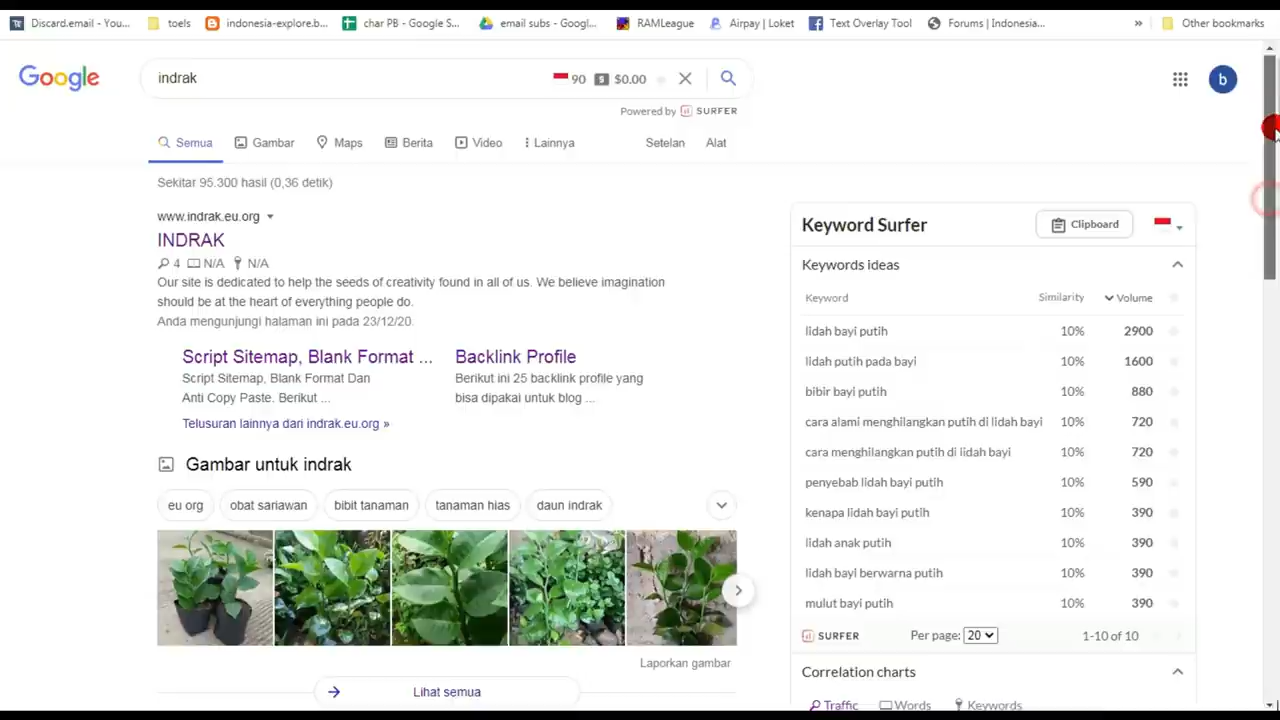 Discard.email - You...
toels
indonesia-explore.b...
char PB - Google S...
email subs - Googl...
RAMLeague
Airpay | Loket
Text Overlay Tool
Forums | Indonesia...
»
Other bookmarks
Google
indrak
90
$0.00
b
Powered by SURFER
Semua
Gambar
Maps
Berita
Video
Lainnya
Setelan
Alat
Sekitar 95.300 hasil (0,36 detik)
www.indrak.eu.org
INDRAK
4 N/A N/A
Our site is dedicated to help the seeds of creativity found in all of us. We believe imagination
should be at the heart of everything people do.
Anda mengunjungi halaman ini pada 23/12/20.
Script Sitemap, Blank Format ...
Script Sitemap, Blank Format Dan
Anti Copy Paste. Berikut ...
Backlink Profile
Berikut ini 25 backlink profile yang
bisa dipakai untuk blog ...
Telusuran lainnya dari indrak.eu.org »
Gambar untuk indrak
eu org
obat sariawan
bibit tanaman
tanaman hias
daun indrak
Laporkan gambar
Lihat semua
Keyword Surfer
Clipboard
Keywords ideas
Keyword Similarity Volume
lidah bayi putih 10% 2900
lidah putih pada bayi 10% 1600
bibir bayi putih 10% 880
cara alami menghilangkan putih di lidah bayi 10% 720
cara menghilangkan putih di lidah bayi 10% 720
penyebab lidah bayi putih 10% 590
kenapa lidah bayi putih 10% 390
lidah anak putih 10% 390
lidah bayi berwarna putih 10% 390
mulut bayi putih 10% 390
SURFER Per page: 20 1-10 of 10
Correlation charts
Traffic Words Keywords